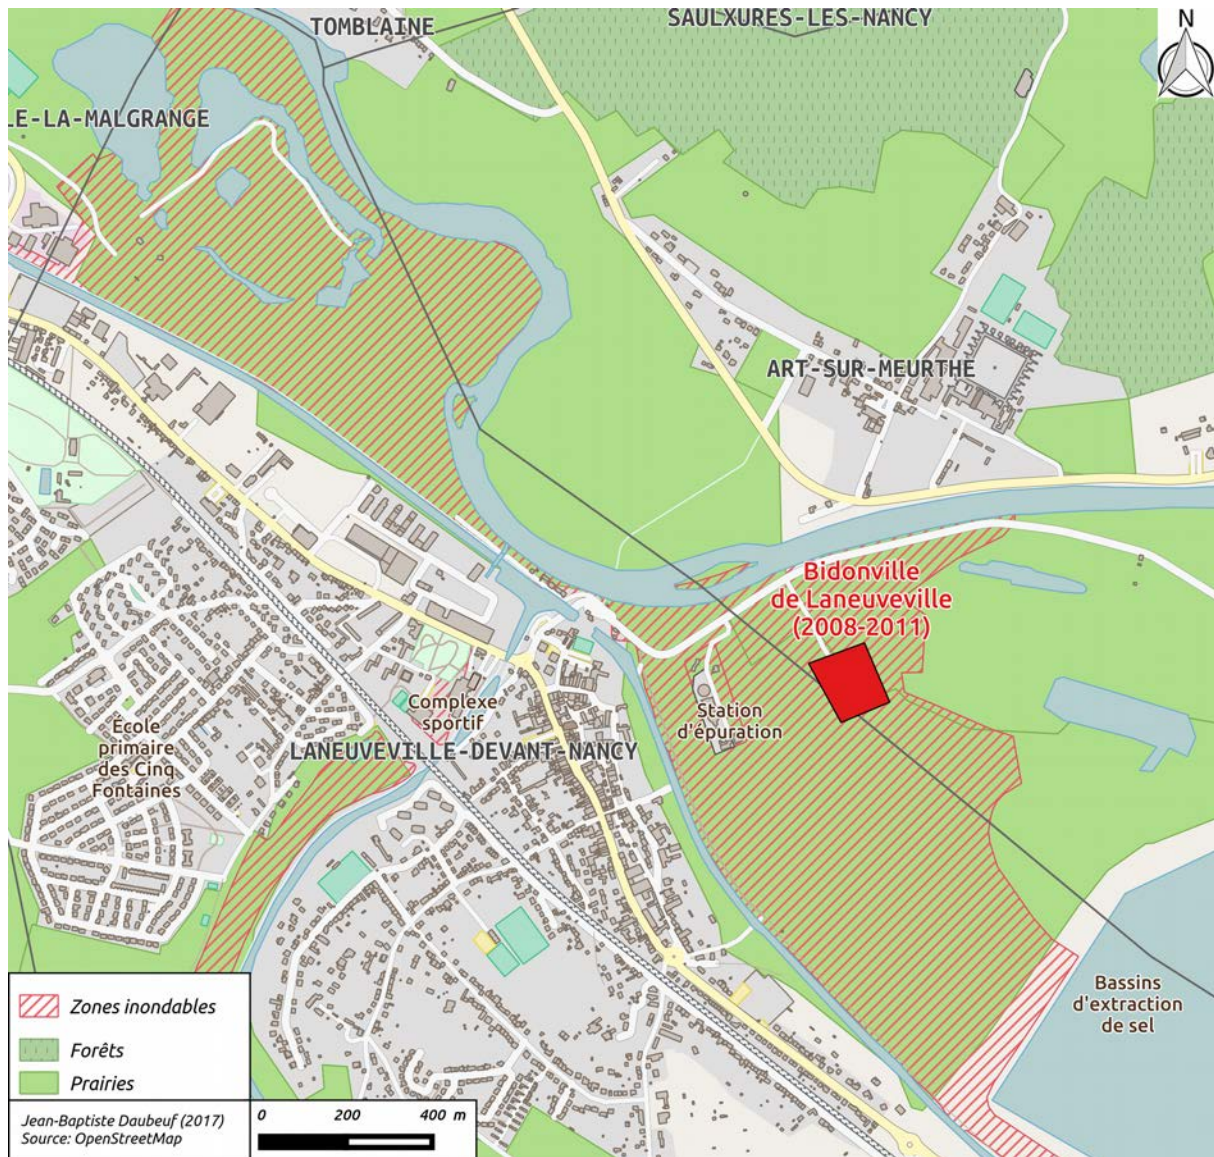 TOMBLAINE
SAULXURES-LES-NANCY
N
LE-LA-MALGRANGE
ART-SUR-MEURTHE
Bidonville
de Laneuveville
(2008-2011)
Complexe
sportif
Station
d'épuration
École
primaire
des Cinq
Fontaines
LANEUVEVILLE-DEVANT-NANCY
Bassins
d'extraction
de sel
Zones inondables
Forêts
Prairies
Jean-Baptiste Daubeuf (2017)
Source: OpenStreetMap
0 200 400 m